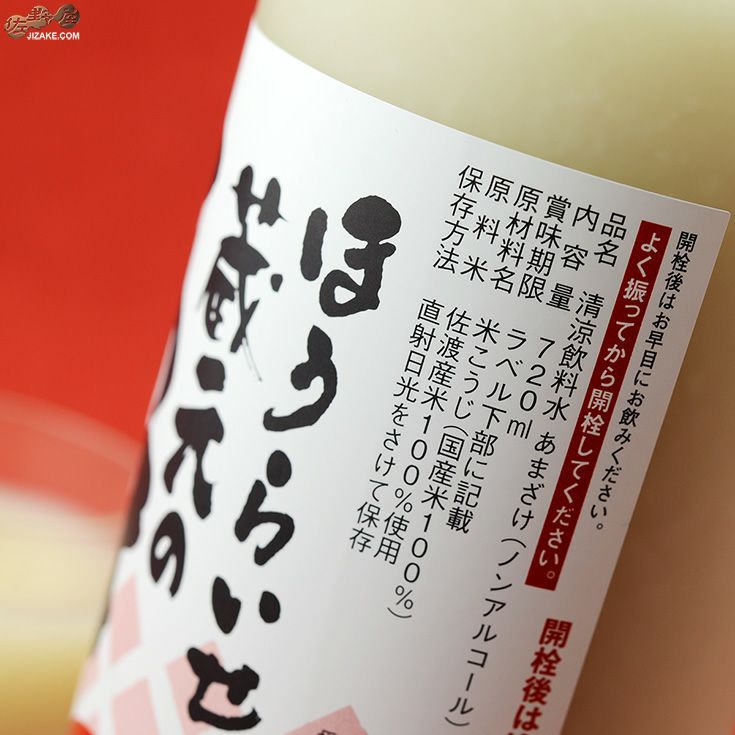 佐野屋
JIZAKE.COM
開栓後はお早目にお飲みください。
よく振ってから開栓してください。
品名 清涼飲料水 あまざけ(ノンアルコール)
内容量 720ml
賞味期限 ラベル下部に記載
原材料名 米こうじ(国産米100%)
原料米 佐渡産米100%使用
保存方法 直射日光をさけて保存
開栓後は
ほうらいせ
蔵元の